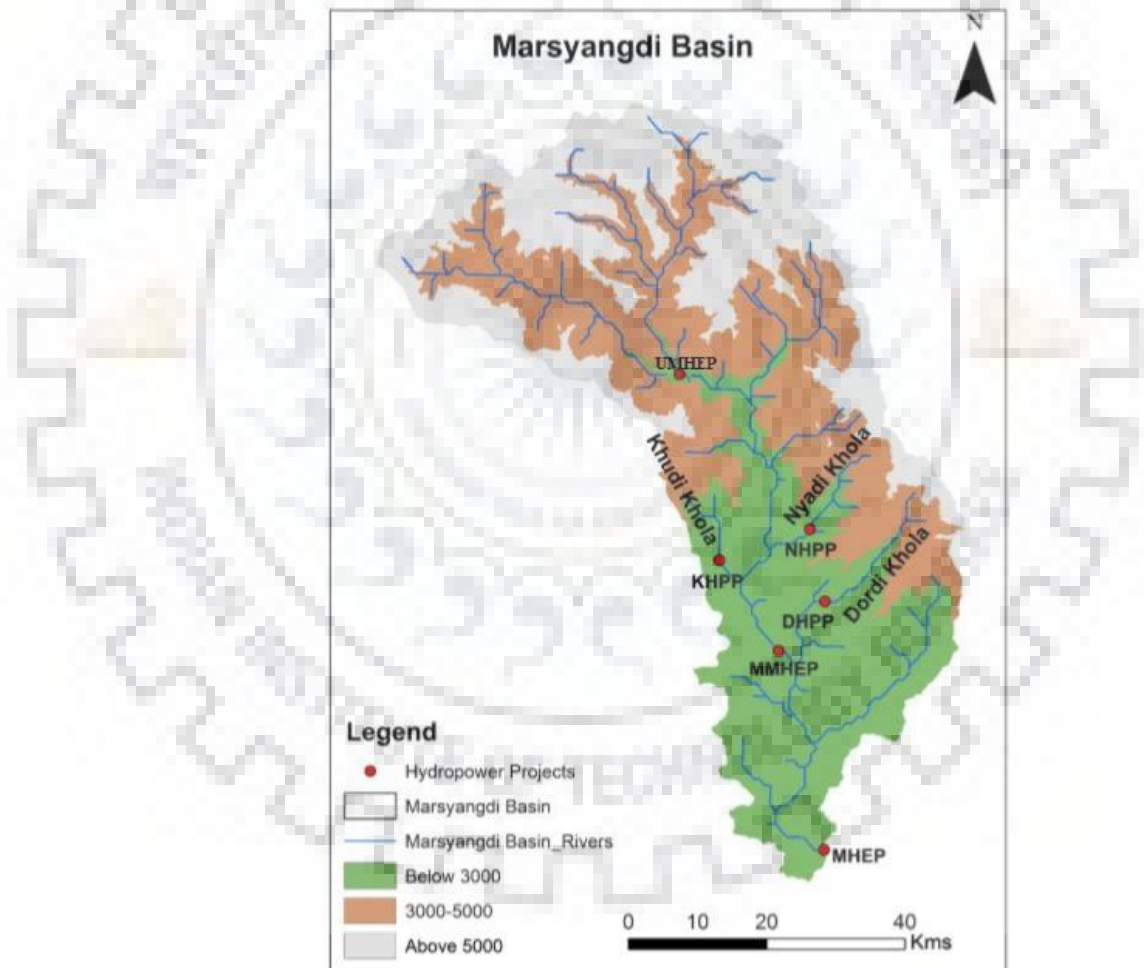 N
Marsyangdi Basin
UMHEP
Khudi Khola
Nyadi Khola
NHPP
KHPP
Dordi Khola
DHPP
MMHEP
MHEP
Legend
Hydropower Projects
Marsyangdi Basin
Marsyangdi Basin_Rivers
Below 3000
3000-5000
Above 5000
0 10 20 40
Kms